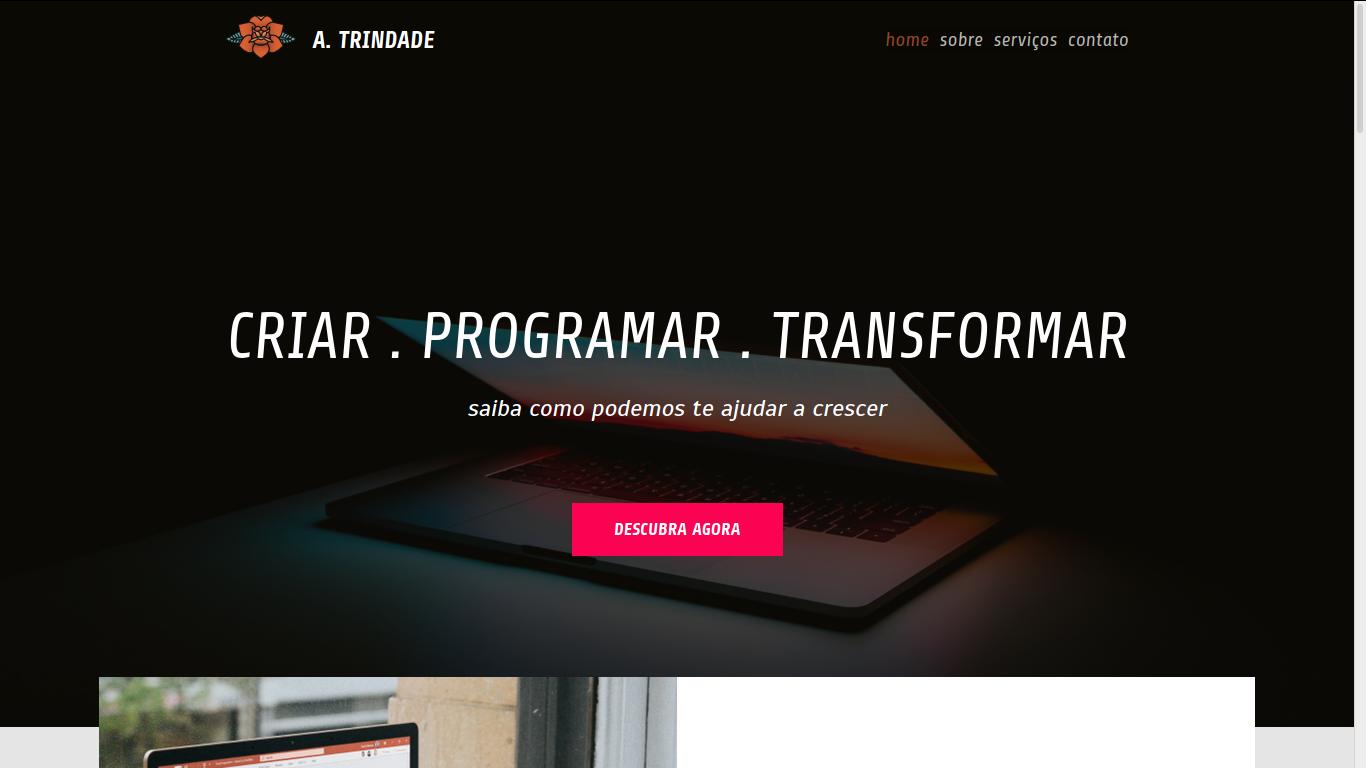 A. TRINDADE
home sobre serviços contato
CRIAR . PROGRAMAR . TRANSFORMAR
saiba como podemos te ajudar a crescer
DESCUBRA AGORA